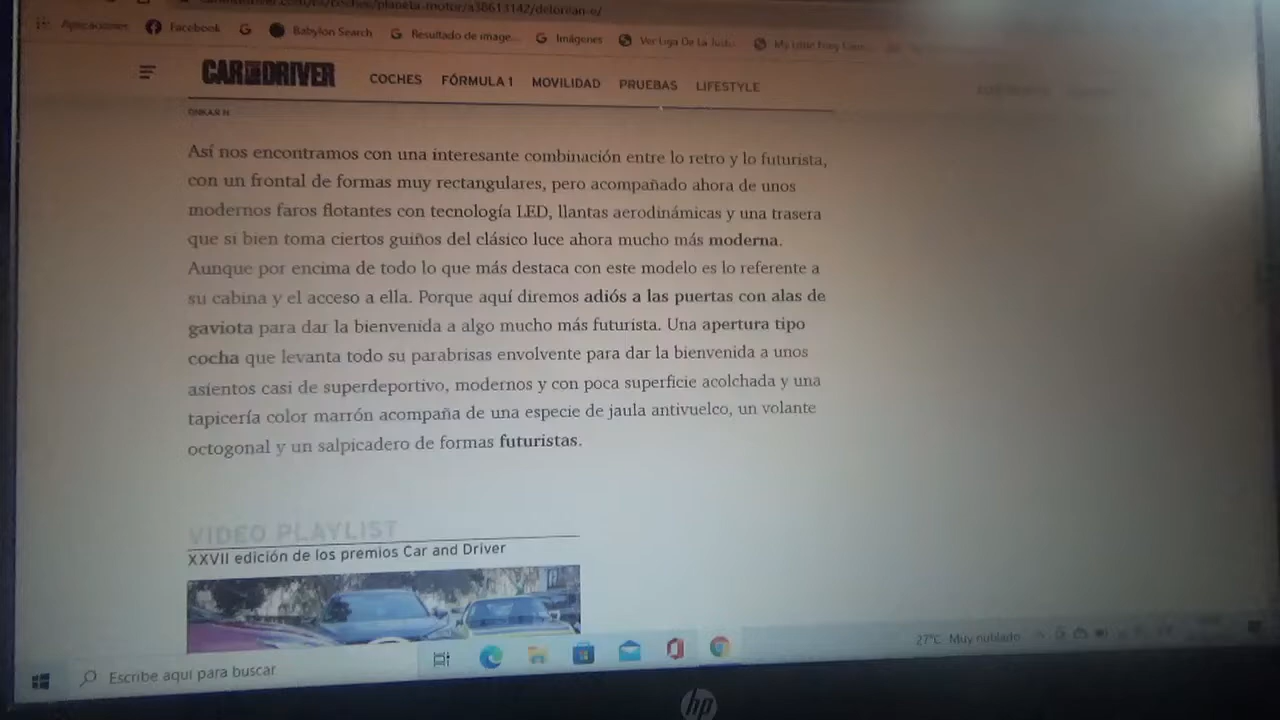 planeta-motor/a38613142/delorean-e/
Aplicaciones Facebook Babylon Search Resultado de image... Imágenes Ver Liga De La Justi...
CAR AND DRIVER COCHES FÓRMULA 1 MOVILIDAD PRUEBAS LIFESTYLE
Así nos encontramos con una interesante combinación entre lo retro y lo futurista,
con un frontal de formas muy rectangulares, pero acompañado ahora de unos
modernos faros flotantes con tecnología LED, llantas aerodinámicas y una trasera
que si bien toma ciertos guiños del clásico luce ahora mucho más moderna.
Aunque por encima de todo lo que más destaca con este modelo es lo referente a
su cabina y el acceso a ella. Porque aquí diremos adiós a las puertas con alas de
gaviota para dar la bienvenida a algo mucho más futurista. Una apertura tipo
cocha que levanta todo su parabrisas envolvente para dar la bienvenida a unos
asientos casi de superdeportivo, modernos y con poca superficie acolchada y una
tapicería color marrón acompaña de una especie de jaula antivuelco, un volante
octogonal y un salpicadero de formas futuristas.
VIDEO PLAYLIST
XXVII edición de los premios Car and Driver
Escribe aquí para buscar
27°C Muy nublado
hp